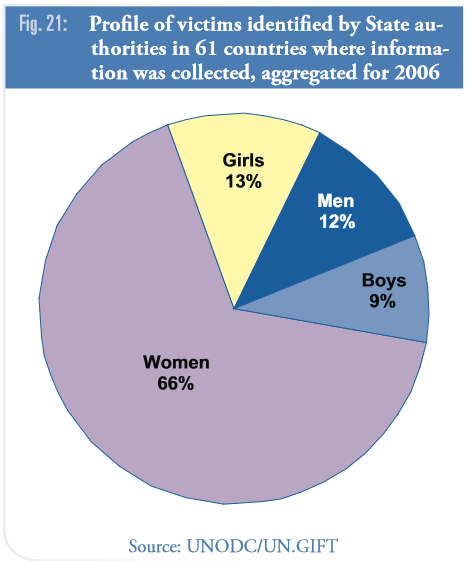 Fig. 21: Profile of victims identified by State au-
thorities in 61 countries where informa-
tion was collected, aggregated for 2006
Girls
13%
Men
12%
Boys
9%
Women
66%
Source: UNODC/UN.GIFT